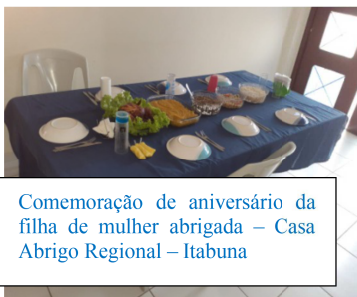 Comemoração de aniversário da
filha de mulher abrigada – Casa
Abrigo Regional – Itabuna